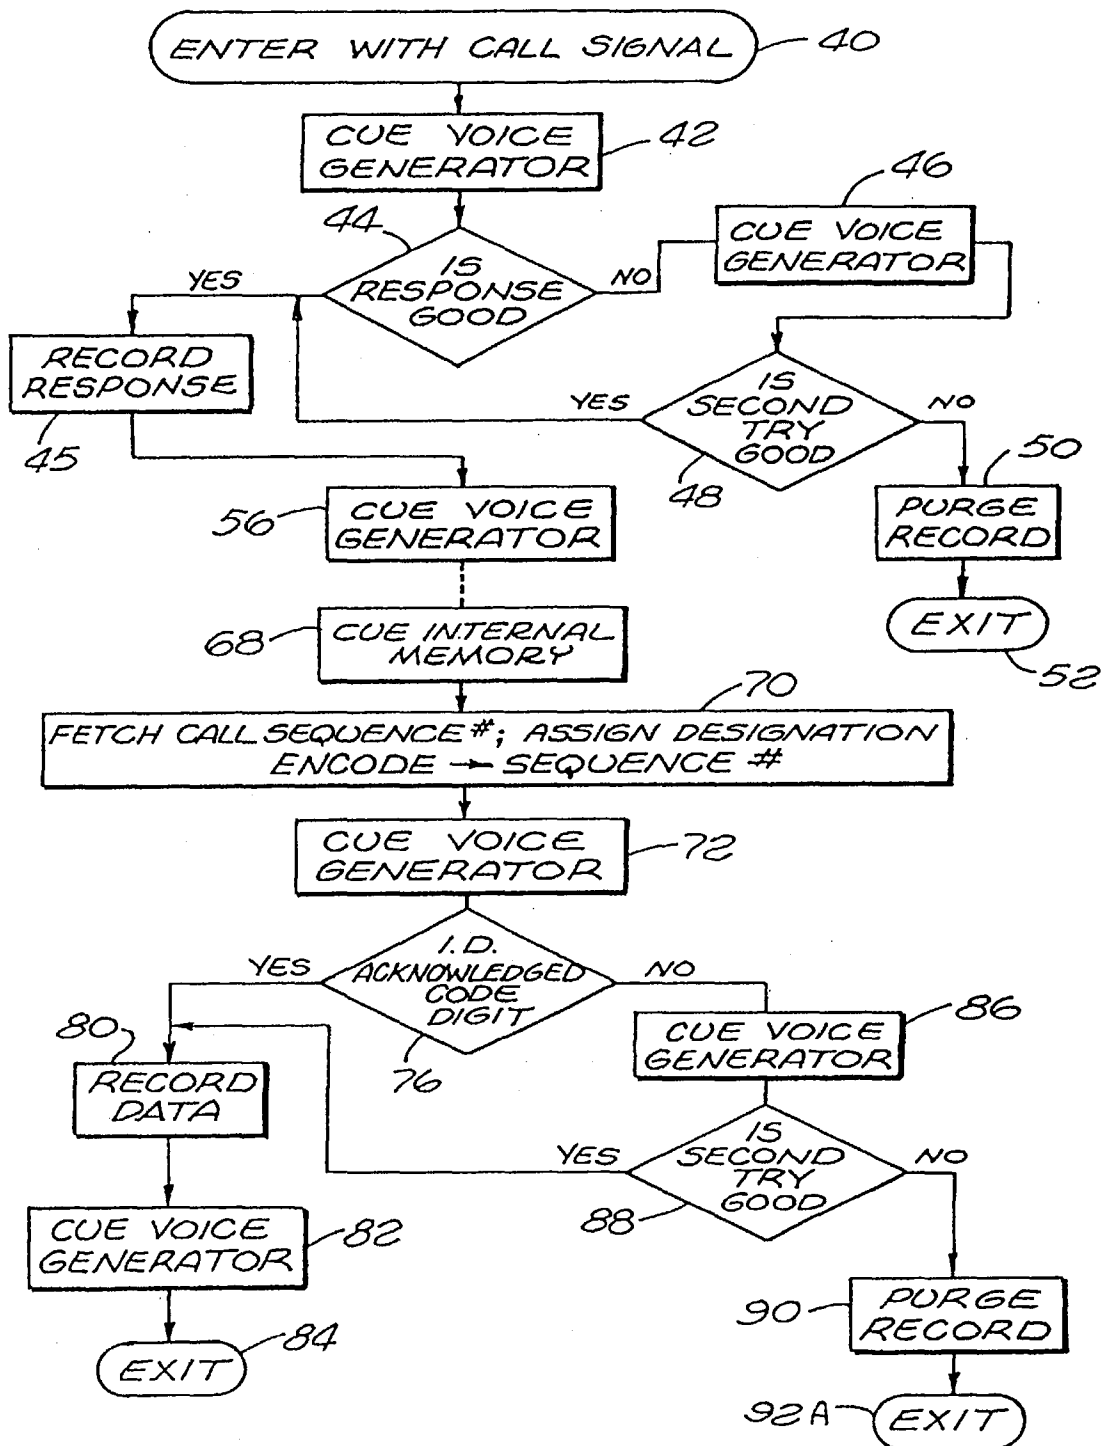 ENTER WITH CALL SIGNAL
40
CUE VOICE
GENERATOR
42
44
IS
RESPONSE
GOOD
YES
NO
46
CUE VOICE
GENERATOR
RECORD
RESPONSE
45
IS
SECOND
TRY
GOOD
YES
NO
48
50
PURGE
RECORD
EXIT
52
56
CUE VOICE
GENERATOR
68
CUE INTERNAL
MEMORY
70
FETCH CALL SEQUENCE #; ASSIGN DESIGNATION
ENCODE → SEQUENCE #
CUE VOICE
GENERATOR
72
I.D.
ACKNOWLEDGED
CODE
DIGIT
YES
NO
76
80
RECORD
DATA
CUE VOICE
GENERATOR
86
IS
SECOND
TRY
GOOD
YES
NO
88
CUE VOICE
GENERATOR
82
EXIT
84
90
PURGE
RECORD
92A
EXIT